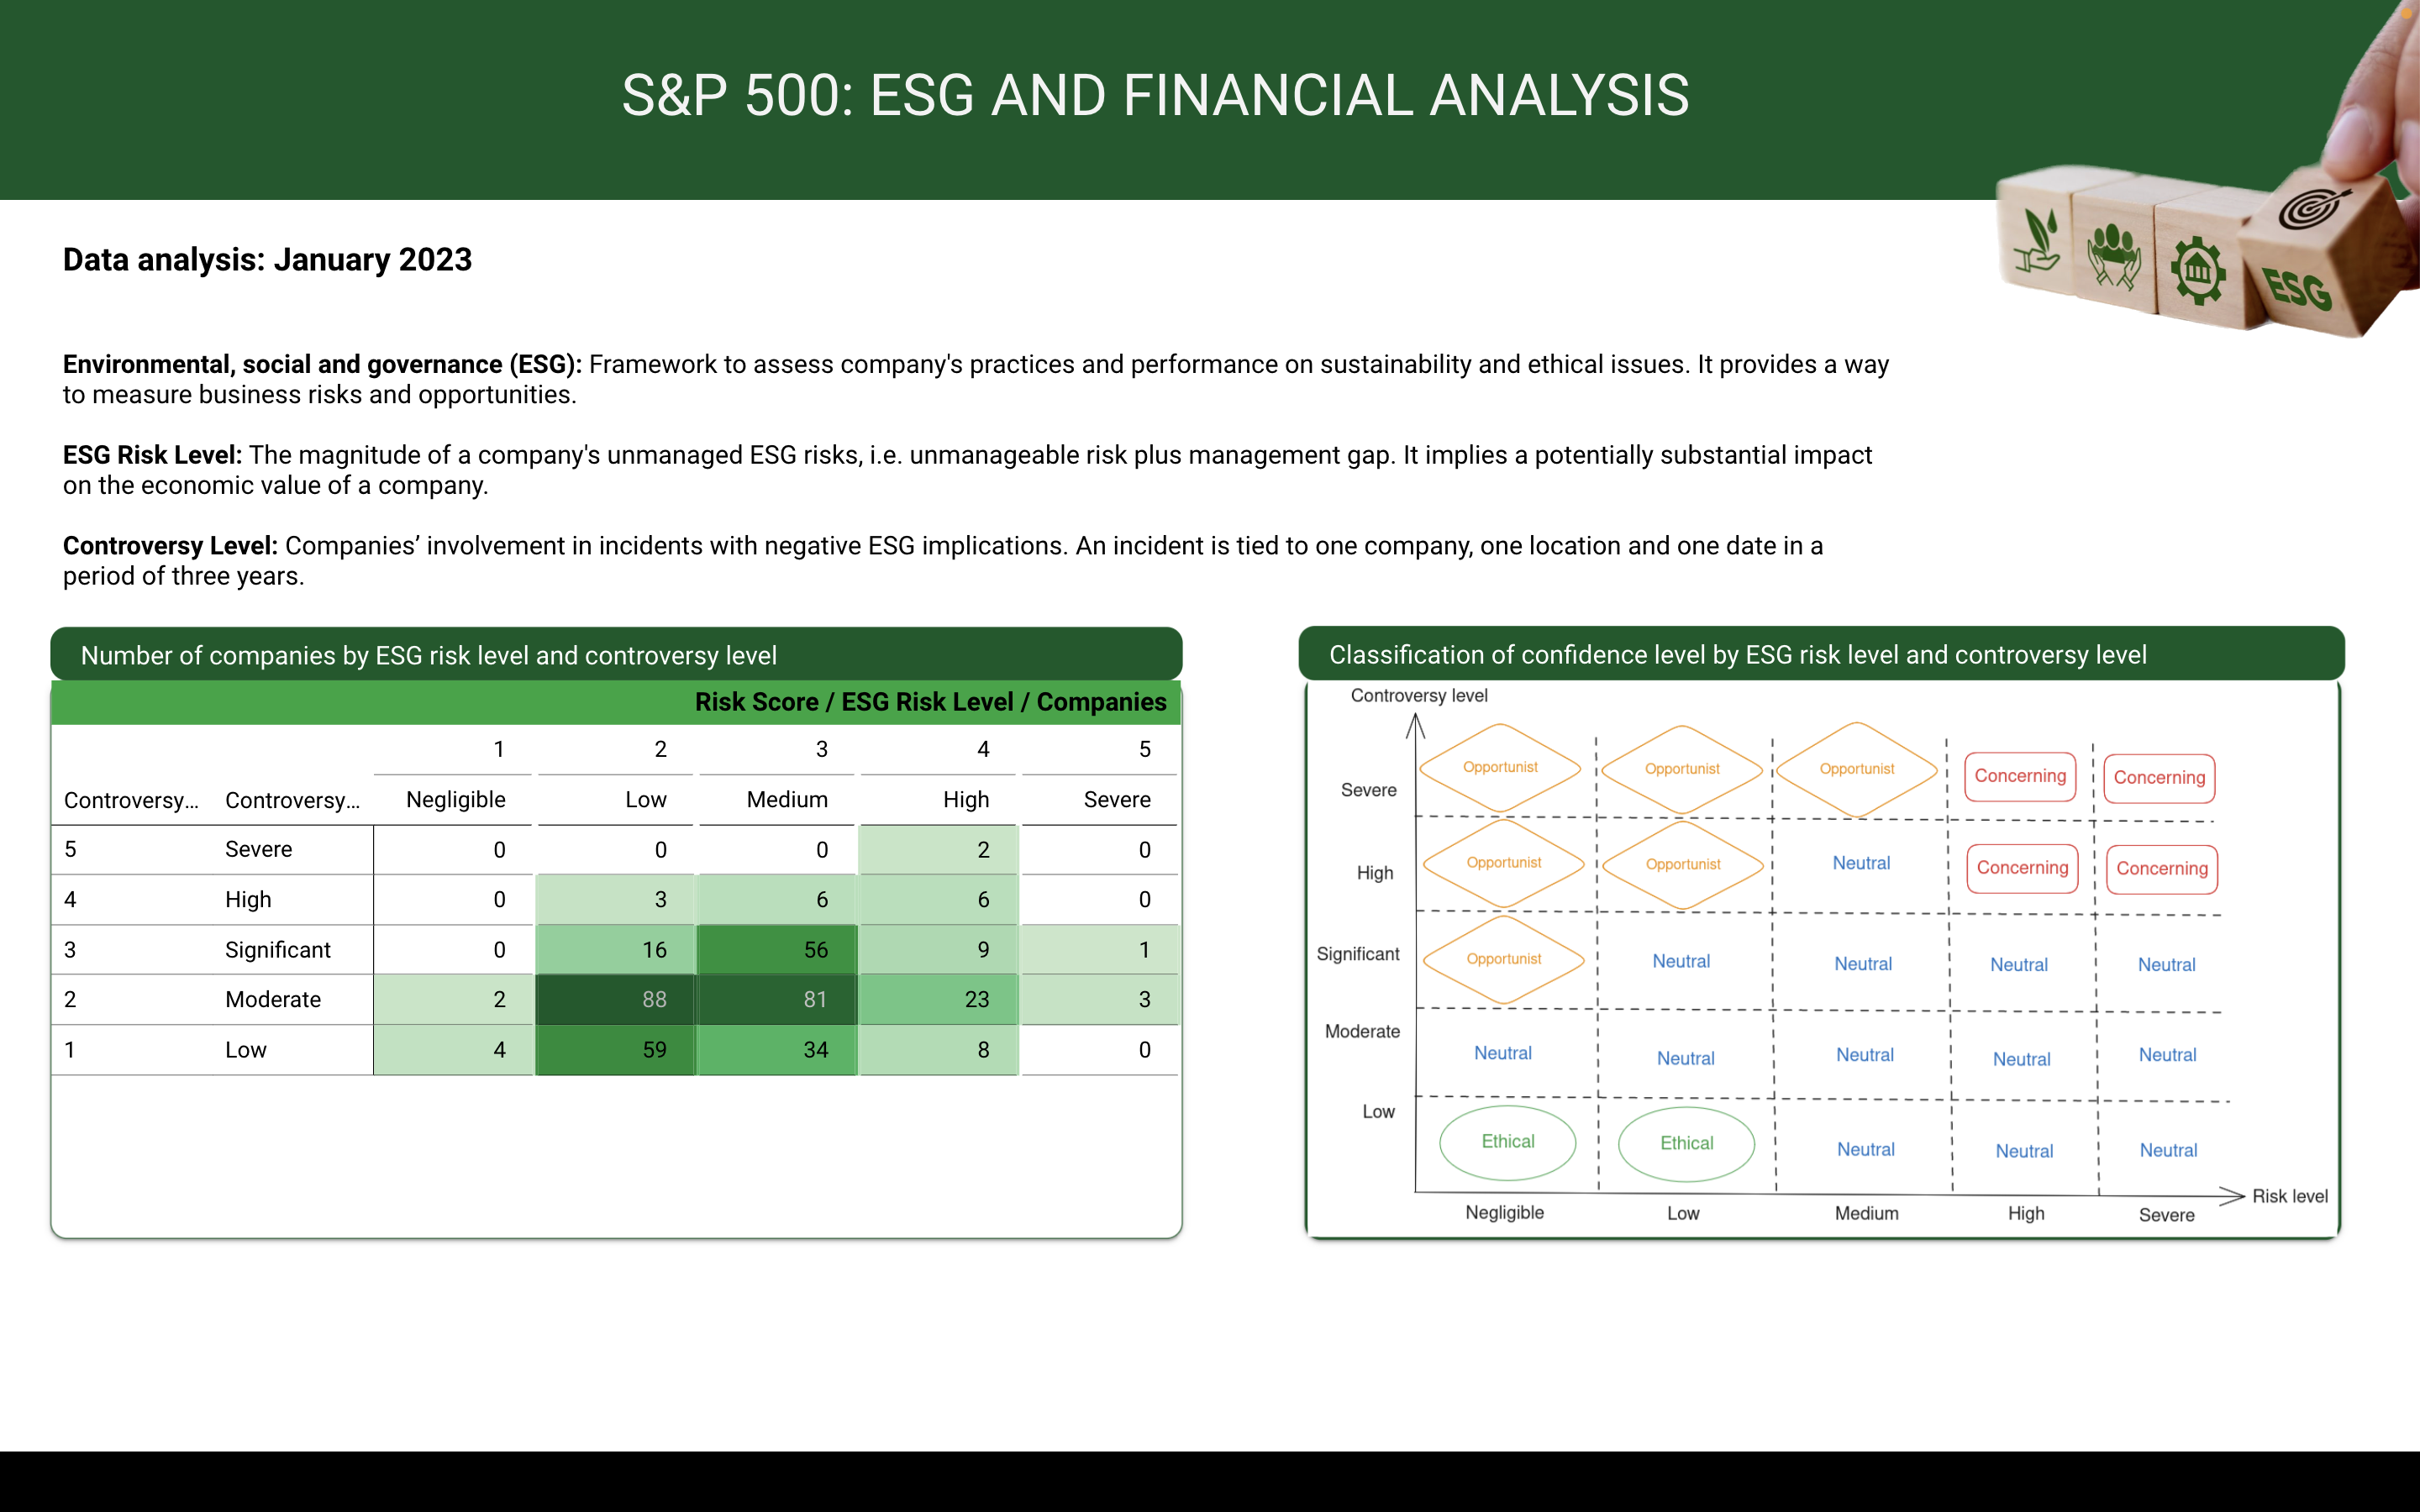 S&P 500: ESG AND FINANCIAL ANALYSIS
ESG
Data analysis: January 2023
Environmental, social and governance (ESG): Framework to assess company's practices and performance on sustainability and ethical issues. It provides a way
to measure business risks and opportunities.
ESG Risk Level: The magnitude of a company's unmanaged ESG risks, i.e. unmanageable risk plus management gap. It implies a potentially substantial impact
on the economic value of a company.
Controversy Level: Companies’ involvement in incidents with negative ESG implications. An incident is tied to one company, one location and one date in a
period of three years.
Number of companies by ESG risk level and controversy level
Risk Score / ESG Risk Level / Companies
1 2 3 4 5
Controversy... Controversy... Negligible Low Medium High Severe
5 Severe 0 0 0 2 0
4 High 0 3 6 6 0
3 Significant 0 16 56 9 1
2 Moderate 2 88 81 23 3
1 Low 4 59 34 8 0
Classification of confidence level by ESG risk level and controversy level
Controversy level
Severe Opportunist Opportunist Opportunist Concerning Concerning
High Opportunist Opportunist Neutral Concerning Concerning
Significant Opportunist Neutral Neutral Neutral Neutral
Moderate Neutral Neutral Neutral Neutral Neutral
Low Ethical Ethical Neutral Neutral Neutral
Risk level
Negligible Low Medium High Severe